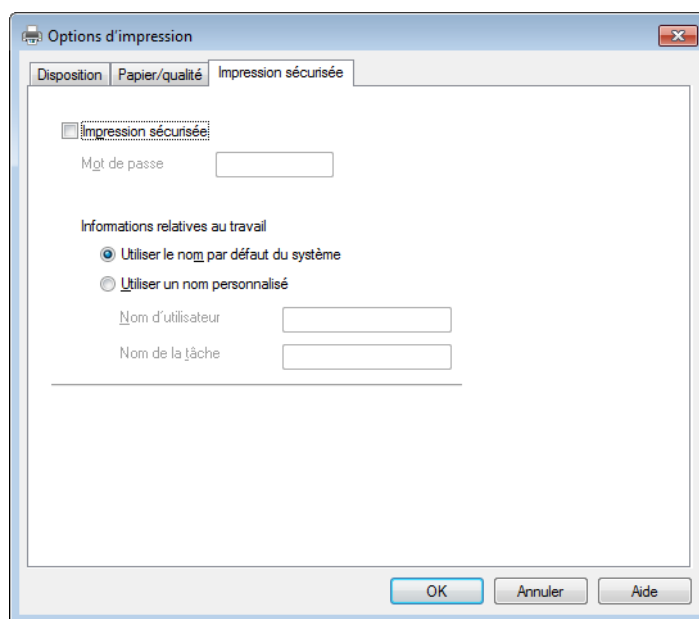 Options d'impression
Disposition Papier/qualité Impression sécurisée
Impression sécurisée
Mot de passe
Informations relatives au travail
Utiliser le nom par défaut du système
Utiliser un nom personnalisé
Nom d'utilisateur
Nom de la tâche
OK Annuler Aide